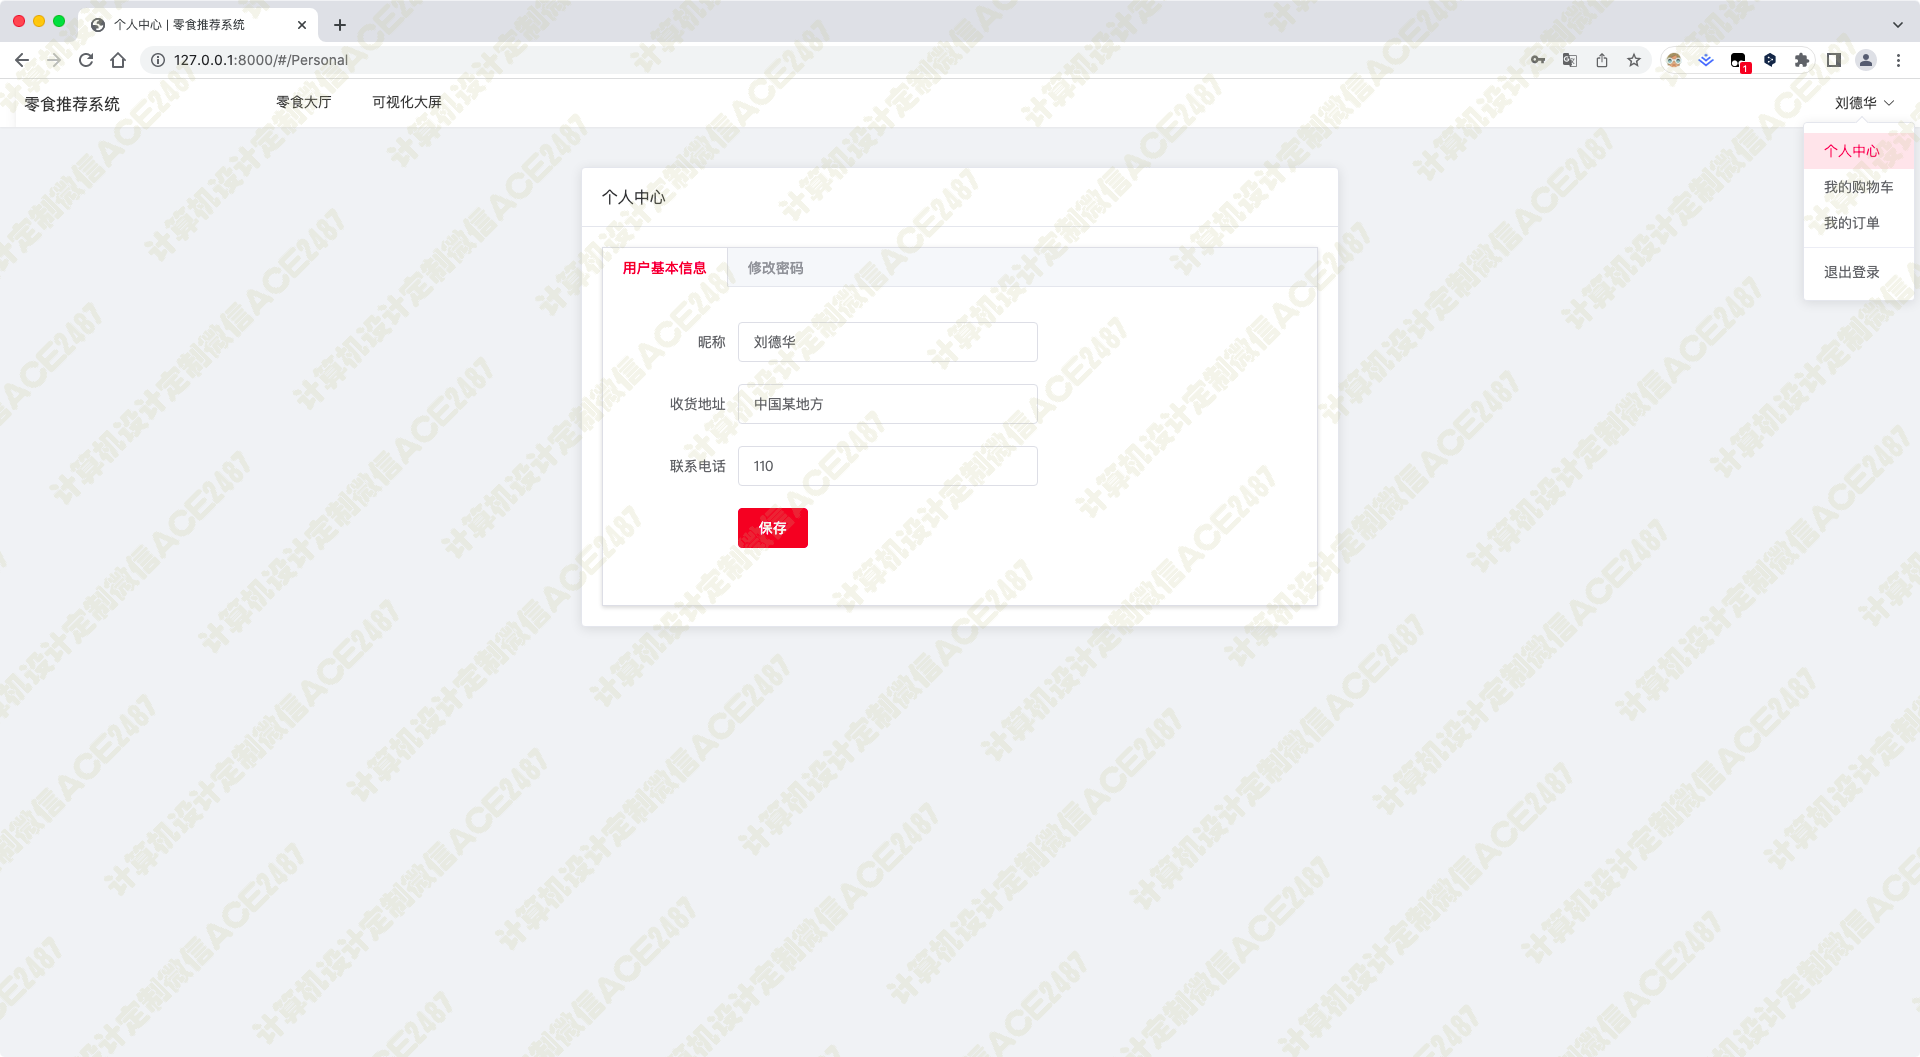 个人中心 | 零食推荐系统
127.0.0.1:8000/#/Personal
1
零食推荐系统
零食大厅
可视化大屏
刘德华
个人中心
我的购物车
我的订单
退出登录
个人中心
用户基本信息
修改密码
昵称
刘德华
收货地址
中国某地方
联系电话
110
保存
计算机设计定制微信ACE2487